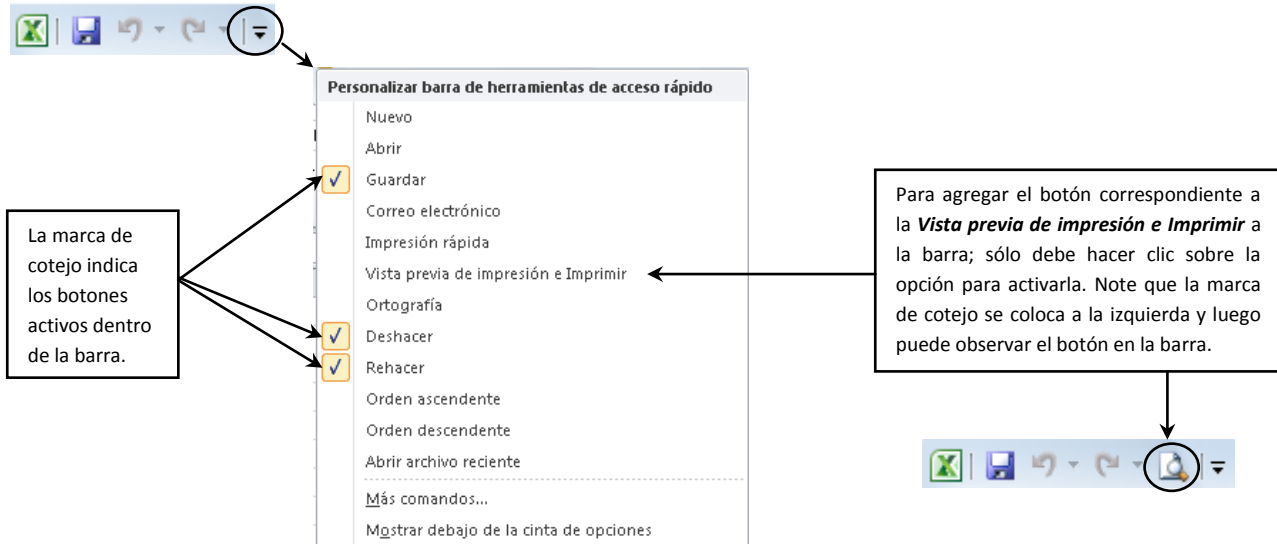 Personalizar barra de herramientas de acceso rápido
Nuevo
Abrir
Guardar
Correo electrónico
Impresión rápida
Vista previa de impresión e Imprimir
Ortografía
Deshacer
Rehacer
Orden ascendente
Orden descendente
Abrir archivo reciente
Más comandos...
Mostrar debajo de la cinta de opciones
La marca de
cotejo indica
los botones
activos dentro
de la barra.
Para agregar el botón correspondiente a
la Vista previa de impresión e Imprimir a
la barra; sólo debe hacer clic sobre la
opción para activarla. Note que la marca
de cotejo se coloca a la izquierda y luego
puede observar el botón en la barra.